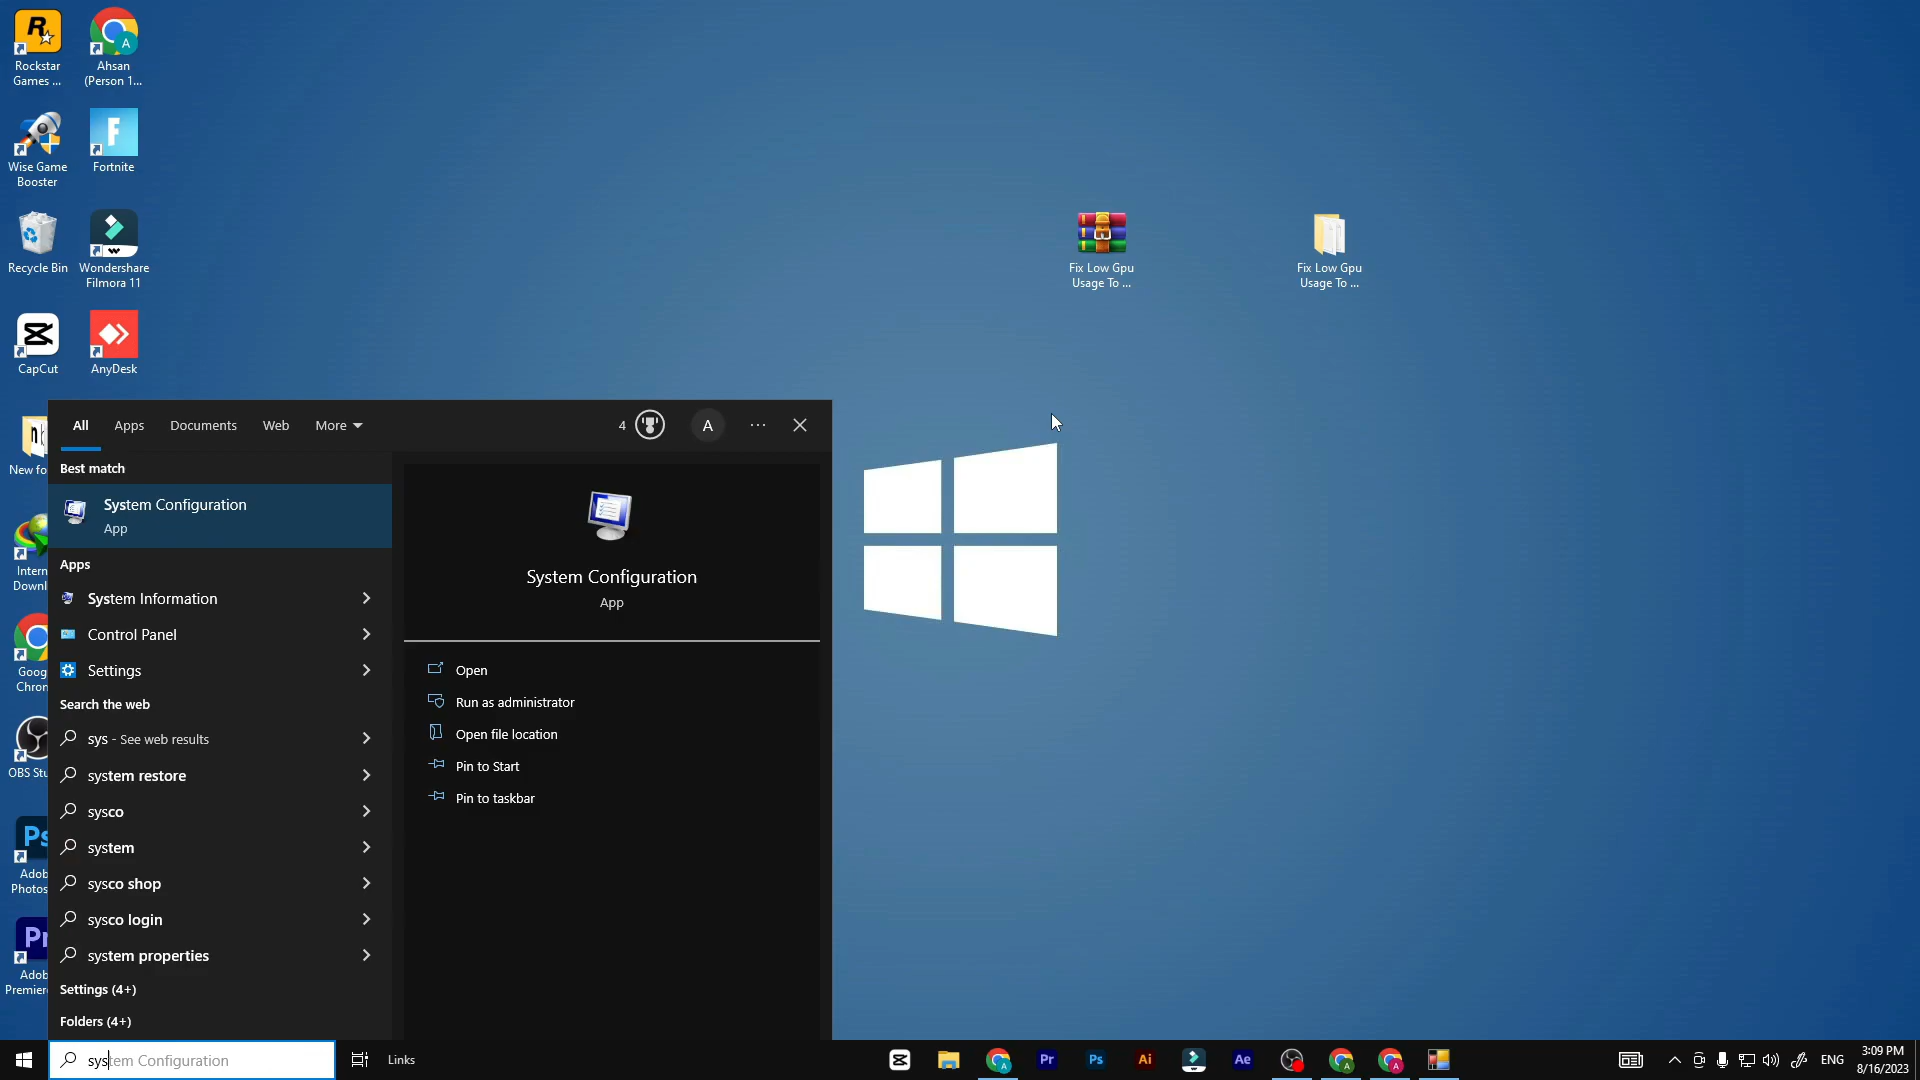 Rockstar
Games ...
Ahsan
(Person 1...
Wise Game
Booster
Fortnite
Recycle Bin
Wondershare
Filmora 11
CapCut
AnyDesk
Fix Low Gpu
Usage To ...
Fix Low Gpu
Usage To ...
New fo
Intern
Downl
Goog
Chron
OBS Stu
Ps
Adob
Photos
Pr
Adob
Premier
All
Apps
Documents
Web
More
4
A
Best match
System Configuration
App
Apps
System Information
Control Panel
Settings
Search the web
sys - See web results
system restore
sysco
system
sysco shop
sysco login
system properties
Settings (4+)
Folders (4+)
System Configuration
App
Open
Run as administrator
Open file location
Pin to Start
Pin to taskbar
system Configuration
Links
Pr
Ps
Ai
Ae
ENG
3:09 PM
8/16/2023